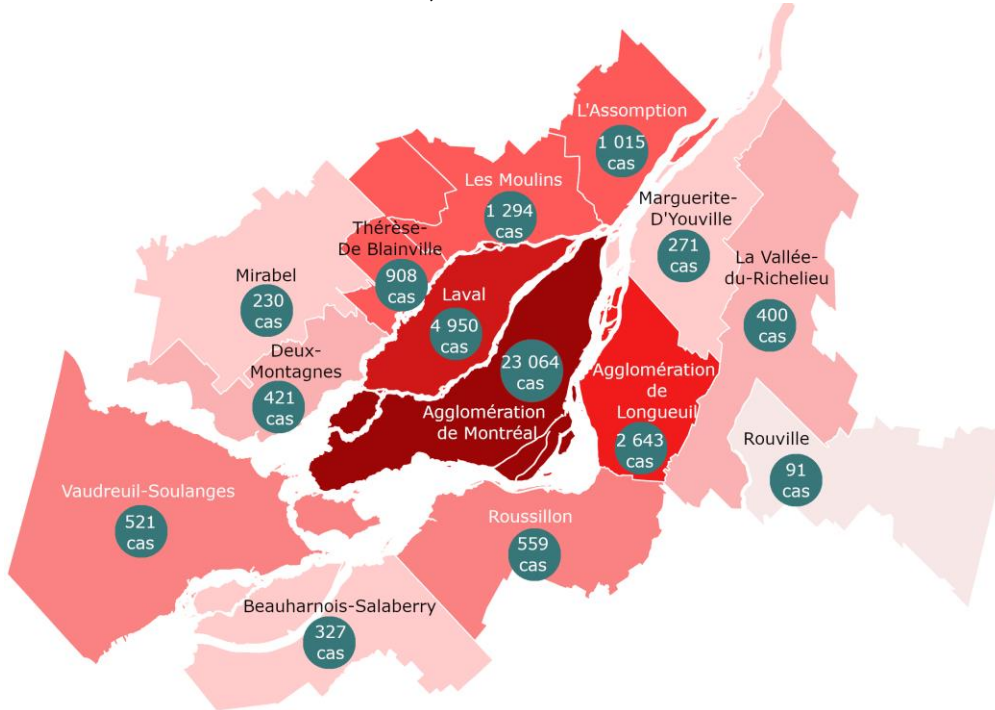 L'Assomption
1 015
cas
Les Moulins
1 294
cas
Marguerite-
D'Youville
271
cas
Thérèse-
De Blainville
908
cas
La Vallée-
du-Richelieu
400
cas
Mirabel
230
cas
Laval
4 950
cas
Deux-
Montagnes
421
cas
23 064
cas
Agglomération
de Montréal
Agglomération
de
Longueuil
2 643
cas
Rouville
91
cas
Vaudreuil-Soulanges
521
cas
Roussillon
559
cas
Beauharnois-Salaberry
327
cas